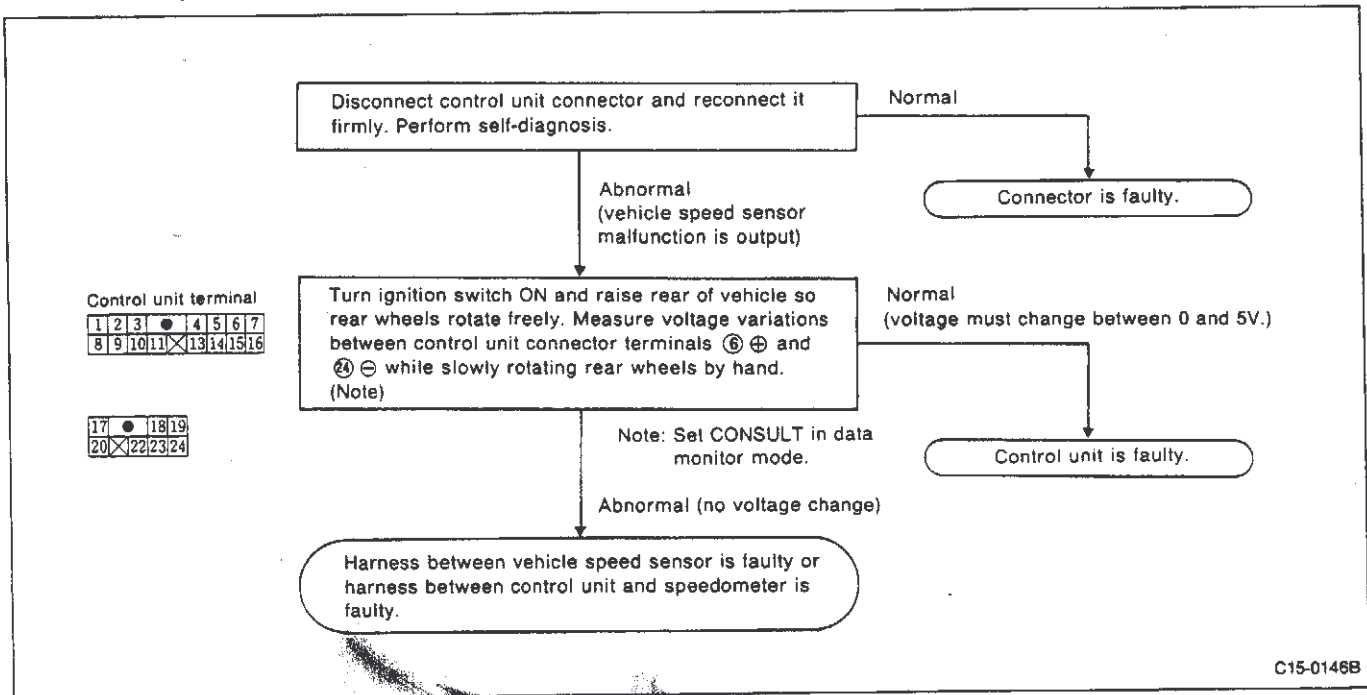 Disconnect control unit connector and reconnect it
firmly. Perform self-diagnosis.
Normal
Connector is faulty.
Abnormal
(vehicle speed sensor
malfunction is output)
Control unit terminal
1 2 3 ● 4 5 6 7
8 9 10 11 13 14 15 16
17 ● 18 19
20 22 23 24
Turn ignition switch ON and raise rear of vehicle so
rear wheels rotate freely. Measure voltage variations
between control unit connector terminals ⑥ ⊕ and
㉔ ⊖ while slowly rotating rear wheels by hand.
(Note)
Normal
(voltage must change between 0 and 5V.)
Control unit is faulty.
Note: Set CONSULT in data
monitor mode.
Abnormal (no voltage change)
Harness between vehicle speed sensor is faulty or
harness between control unit and speedometer is
faulty.
C15-0146B